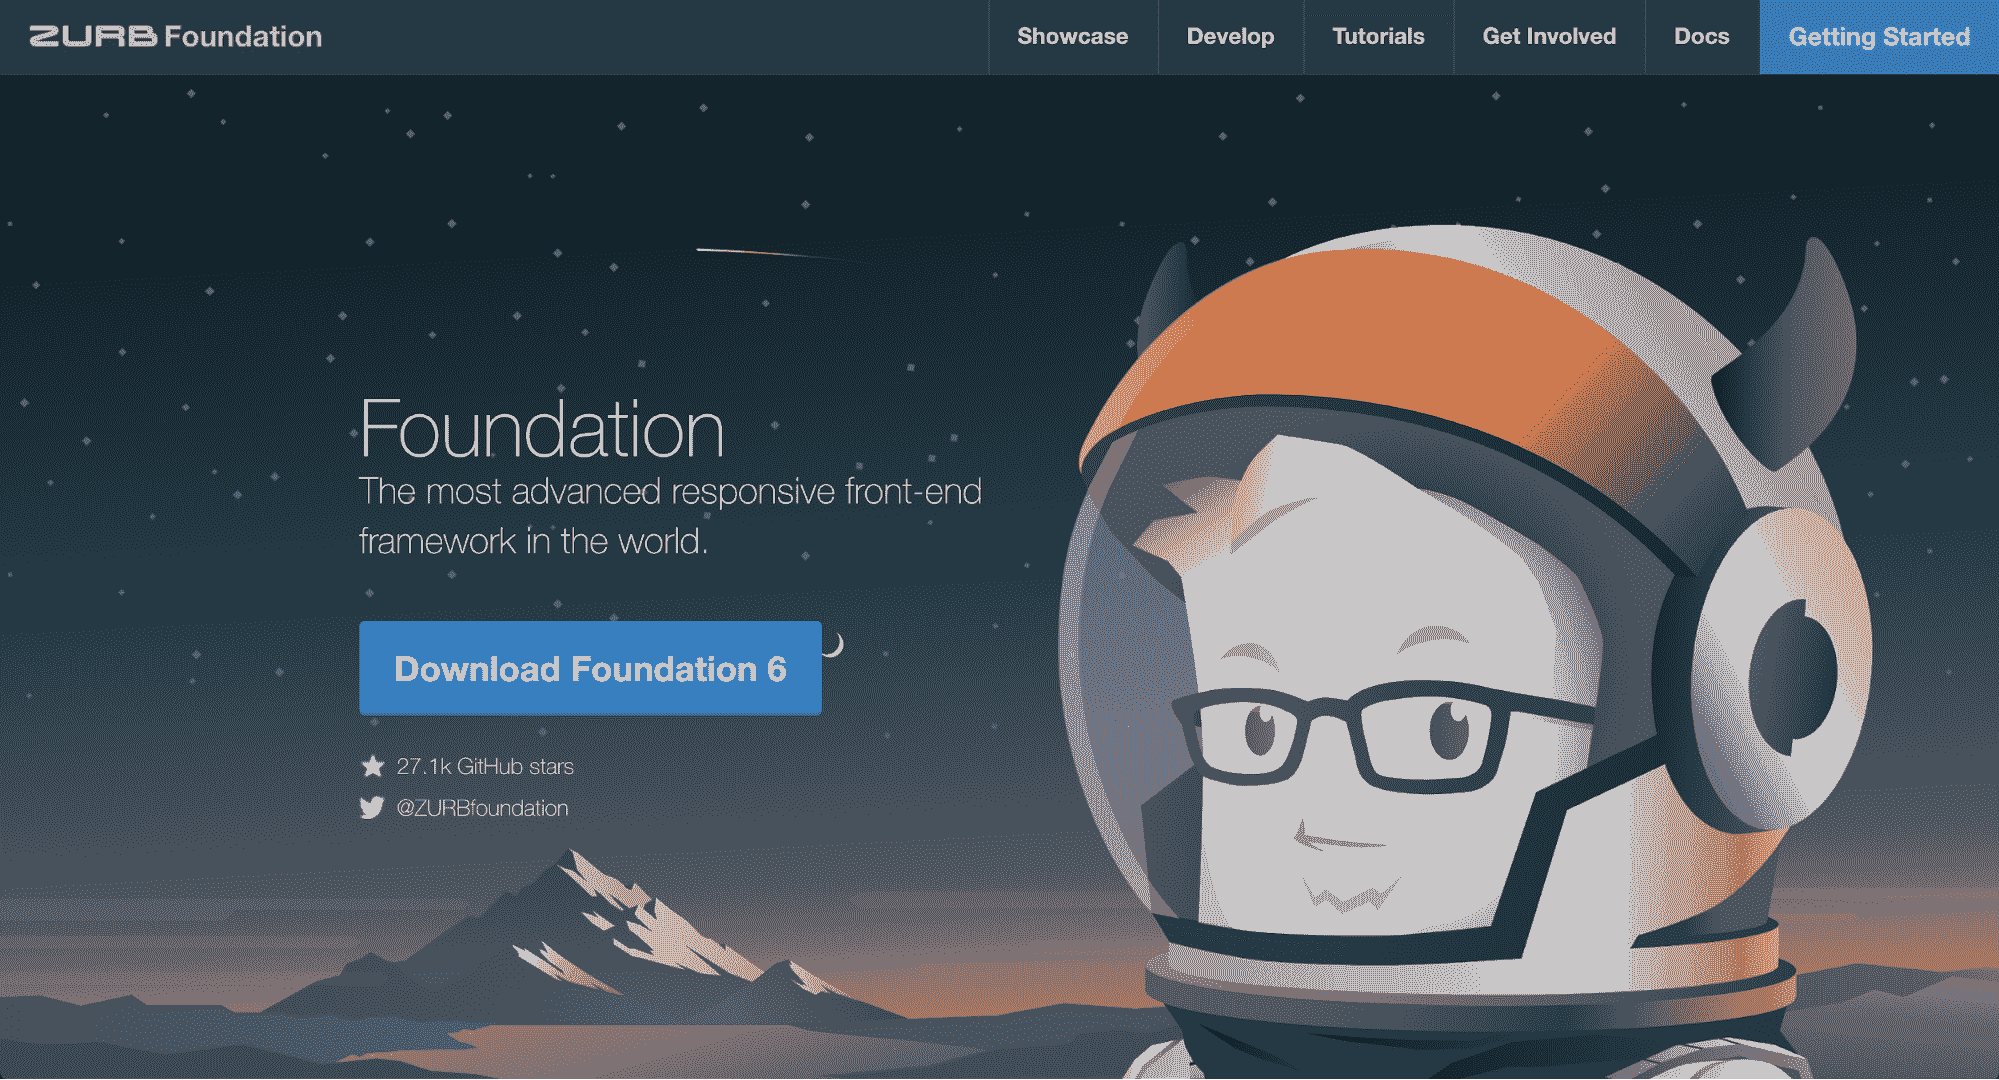 ZURB Foundation
Showcase
Develop
Tutorials
Get Involved
Docs
Getting Started
Foundation
The most advanced responsive front-end
framework in the world.
Download Foundation 6
27.1k GitHub stars
@ZURBfoundation